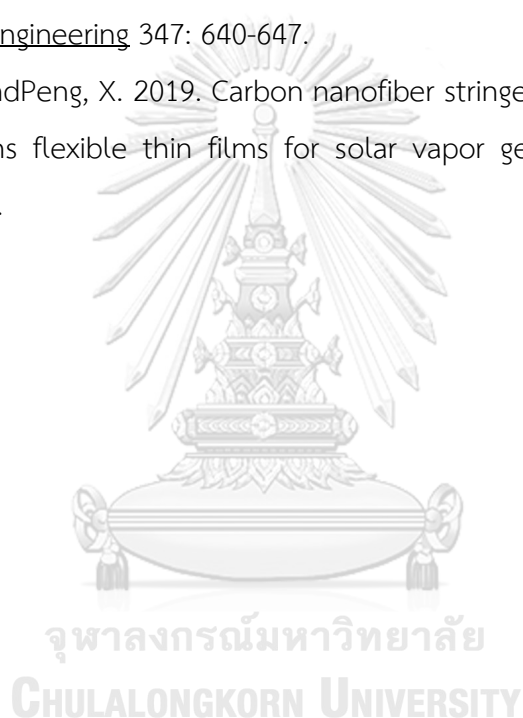 ngineering 347: 640-647.
ndPeng, X. 2019. Carbon nanofiber stringe
ns flexible thin films for solar vapor ge
.
จุฬาลงกรณ์มหาวิทยาลัย
CHULALONGKORN UNIVERSITY